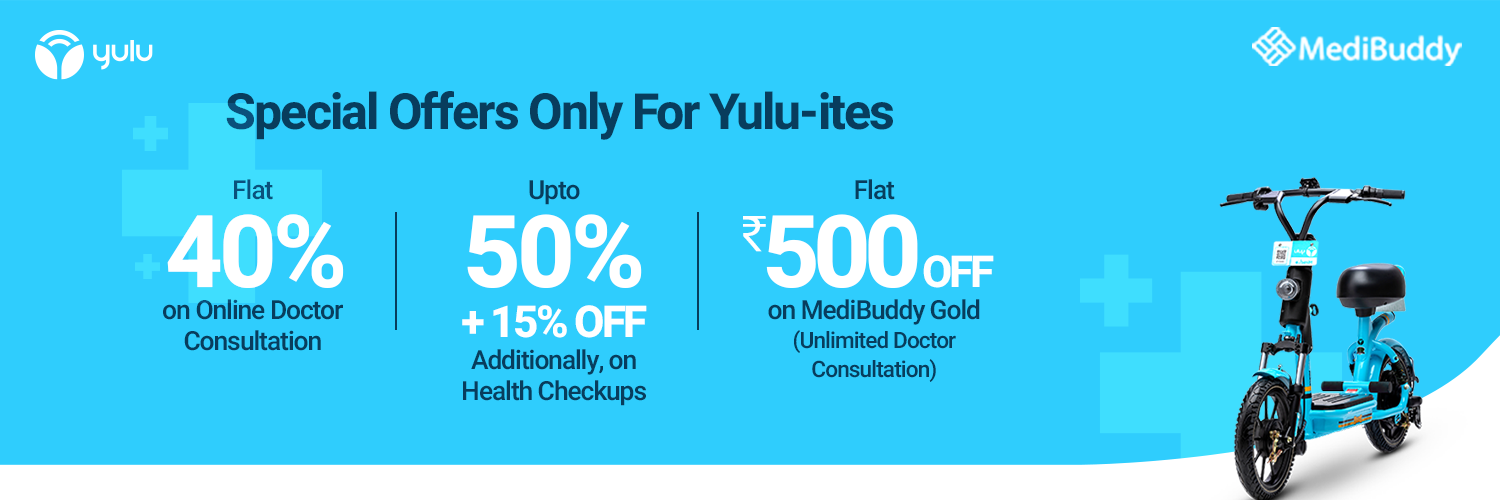 yulu
MediBuddy
Special Offers Only For Yulu-ites
Flat
40%
on Online Doctor
Consultation
Upto
50%
+ 15% OFF
Additionally, on
Health Checkups
Flat
₹500 OFF
on MediBuddy Gold
(Unlimited Doctor
Consultation)
yulu